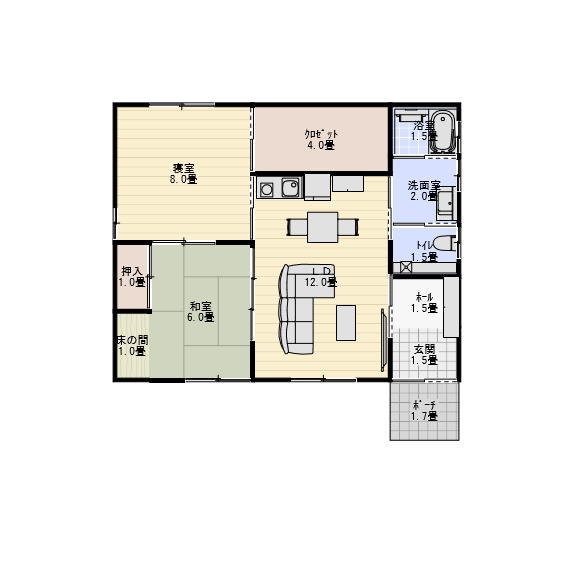 ｸﾛｾﾞｯﾄ
4.0畳
浴室
1.5畳
寝室
8.0畳
洗面室
2.0畳
ﾄｲﾚ
1.5畳
押入
1.0畳
12.0畳
和室
6.0畳
ﾎｰﾙ
1.5畳
床の間
1.0畳
玄関
1.5畳
ﾎﾟｰﾁ
1.7畳